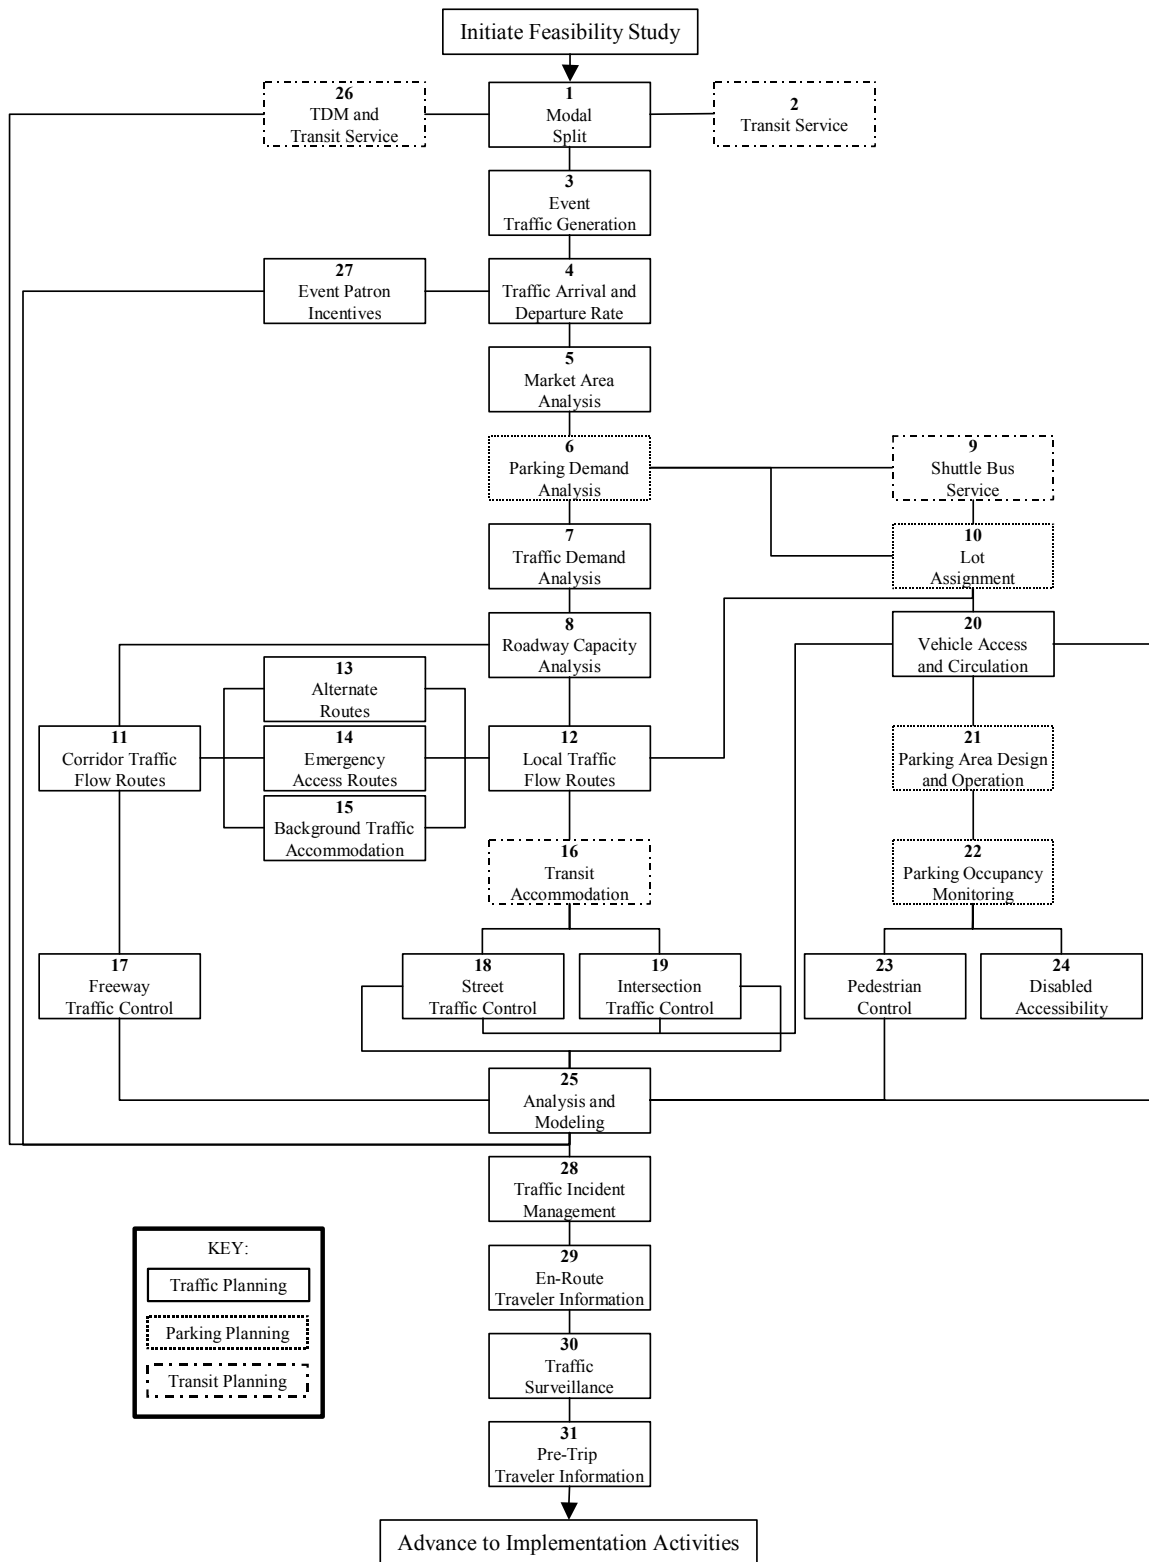 Initiate Feasibility Study
26
TDM and
Transit Service
1
Modal
Split
2
Transit Service
3
Event
Traffic Generation
27
Event Patron
Incentives
4
Traffic Arrival and
Departure Rate
5
Market Area
Analysis
6
Parking Demand
Analysis
9
Shuttle Bus
Service
7
Traffic Demand
Analysis
10
Lot
Assignment
8
Roadway Capacity
Analysis
20
Vehicle Access
and Circulation
13
Alternate
Routes
11
Corridor Traffic
Flow Routes
14
Emergency
Access Routes
12
Local Traffic
Flow Routes
21
Parking Area Design
and Operation
15
Background Traffic
Accommodation
16
Transit
Accommodation
22
Parking Occupancy
Monitoring
17
Freeway
Traffic Control
18
Street
Traffic Control
19
Intersection
Traffic Control
23
Pedestrian
Control
24
Disabled
Accessibility
25
Analysis and
Modeling
28
Traffic Incident
Management
KEY:
Traffic Planning
Parking Planning
Transit Planning
29
En-Route
Traveler Information
30
Traffic
Surveillance
31
Pre-Trip
Traveler Information
Advance to Implementation Activities